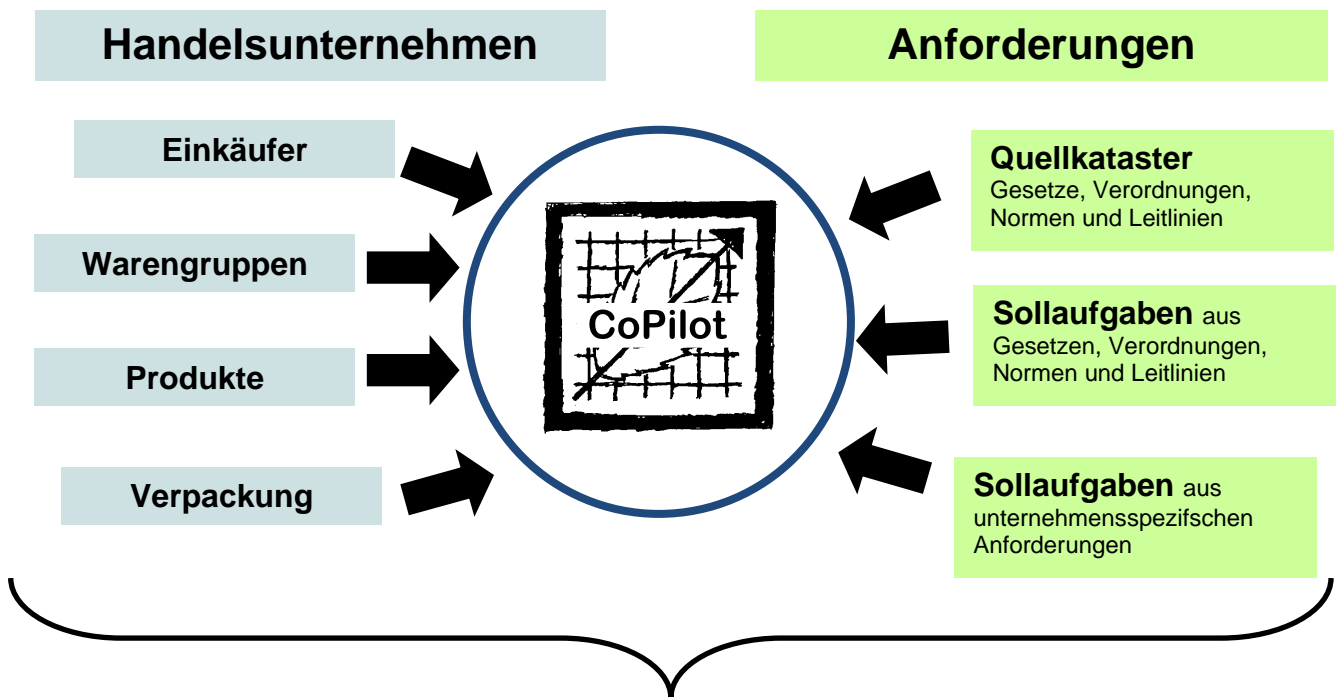 Handelsunternehmen
Anforderungen
Einkäufer
Warengruppen
Produkte
Verpackung
CoPilot
Quellkataster
Gesetze, Verordnungen,
Normen und Leitlinien
Sollaufgaben aus
Gesetzen, Verordnungen,
Normen und Leitlinien
Sollaufgaben aus
unternehmensspezifschen
Anforderungen